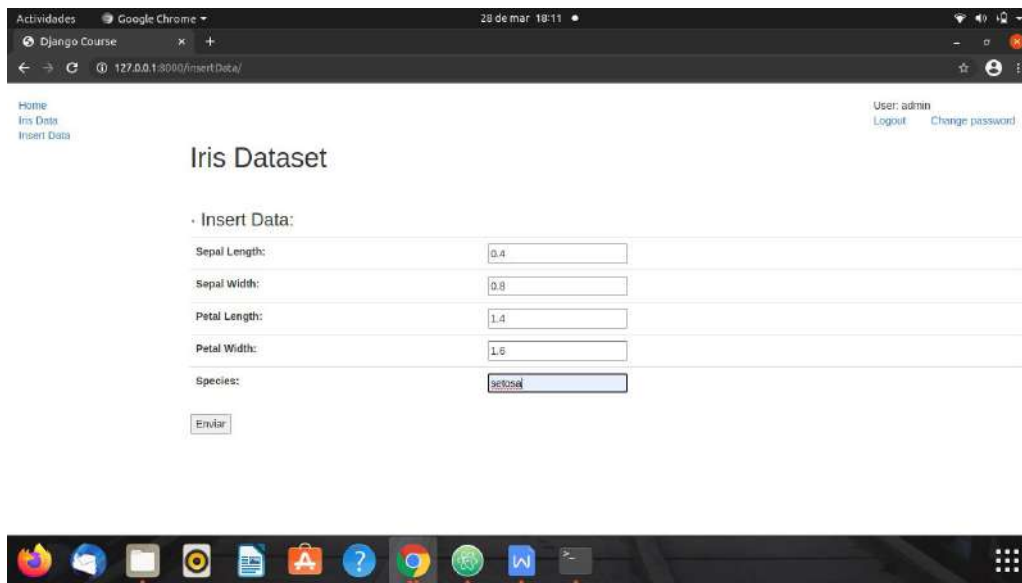 Actividades Google Chrome 28 de mar 18:11
Django Course
127.0.0.1:8000/insertData/
Home
Iris Data
Insert Data
User: admin
Logout Change password
Iris Dataset
· Insert Data:
Sepal Length: 0.4
Sepal Width: 0.8
Petal Length: 1.4
Petal Width: 1.6
Species: setosa
Enviar